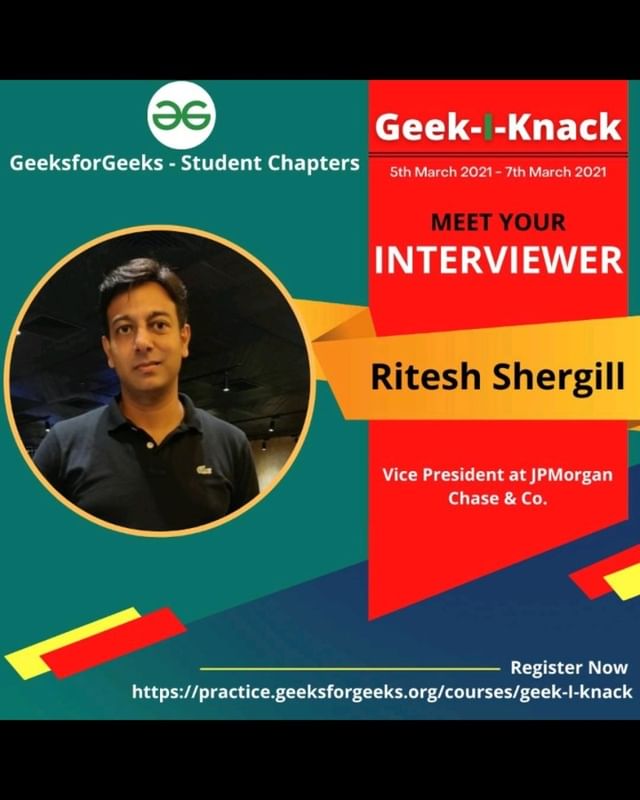 GeeksforGeeks - Student Chapters
Geek-I-Knack
5th March 2021 - 7th March 2021
MEET YOUR
INTERVIEWER
Ritesh Shergill
Vice President at JPMorgan
Chase & Co.
Register Now
https://practice.geeksforgeeks.org/courses/geek-I-knack